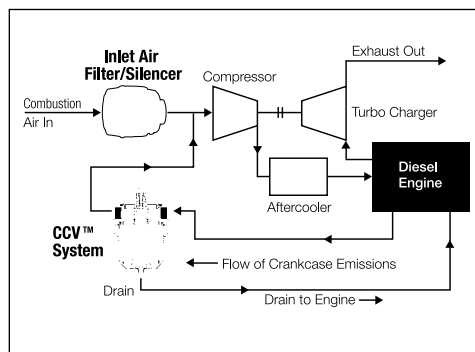 Inlet Air
Filter/Silencer
Exhaust Out
Compressor
Combustion
Air In
Turbo Charger
Diesel
Engine
Aftercooler
CCV™
System
Flow of Crankcase Emissions
Drain
Drain to Engine